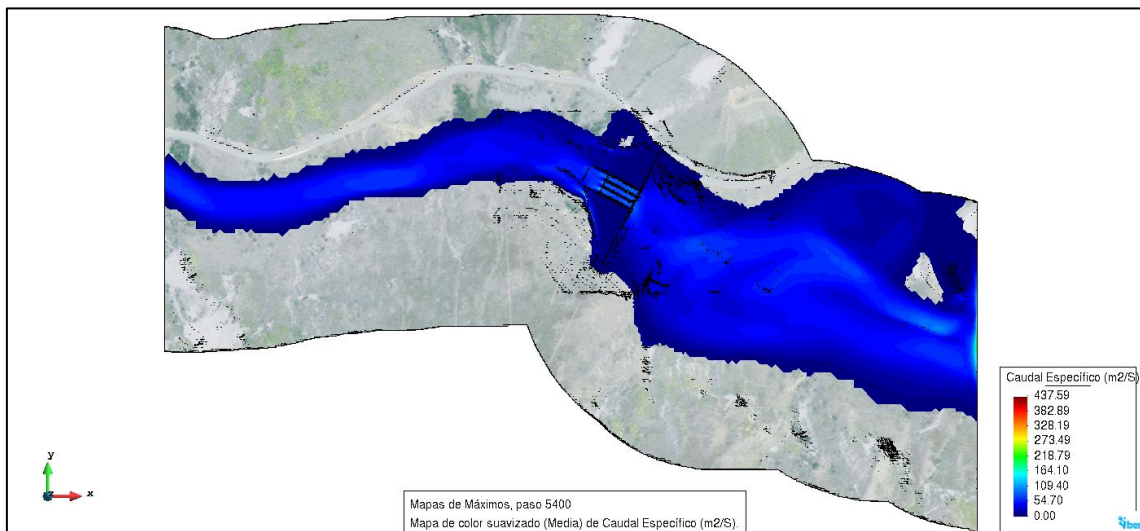 Caudal Específico (m2/S)
437.59
382.89
328.19
273.49
218.79
164.10
109.40
54.70
0.00
y
z
x
Mapas de Máximos, paso 5400
Mapa de color suavizado (Media) de Caudal Específico (m2/S).
iber